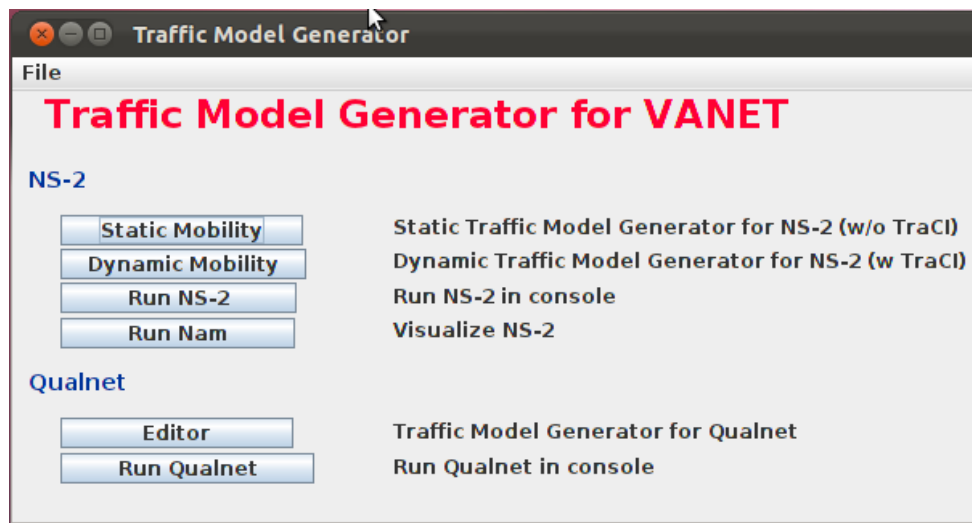 Traffic Model Generator
File
Traffic Model Generator for VANET
NS-2
Static Mobility Static Traffic Model Generator for NS-2 (w/o TraCI)
Dynamic Mobility Dynamic Traffic Model Generator for NS-2 (w TraCI)
Run NS-2 Run NS-2 in console
Run Nam Visualize NS-2
Qualnet
Editor Traffic Model Generator for Qualnet
Run Qualnet Run Qualnet in console